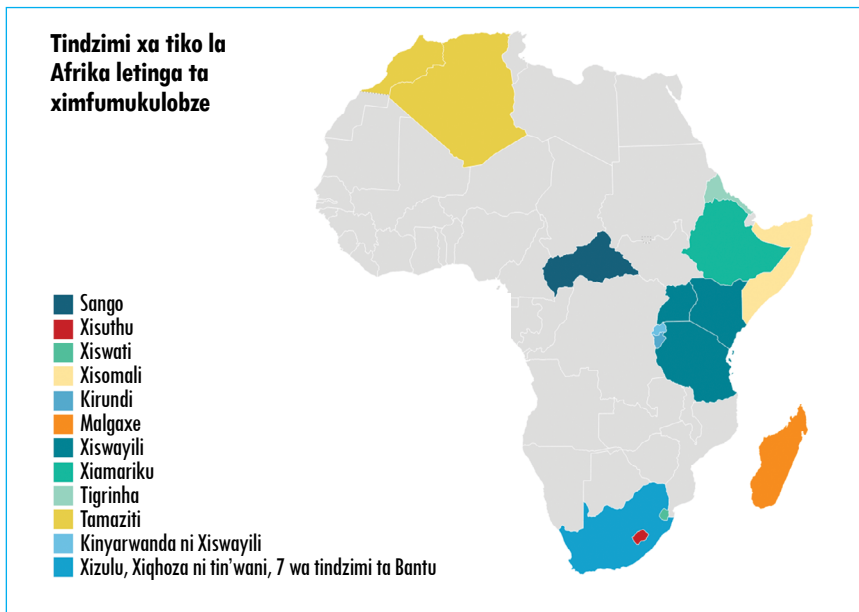 Tindzimi xa tiko la
Afrika letinga ta
ximfumukulobze
Sango
Xisuthu
Xiswati
Xisomali
Kirundi
Malgaxe
Xiswayili
Xiamariku
Tigrinha
Tamaziti
Kinyarwanda ni Xiswayili
Xizulu, Xiqhoza ni tin'wani, 7 wa tindzimi ta Bantu